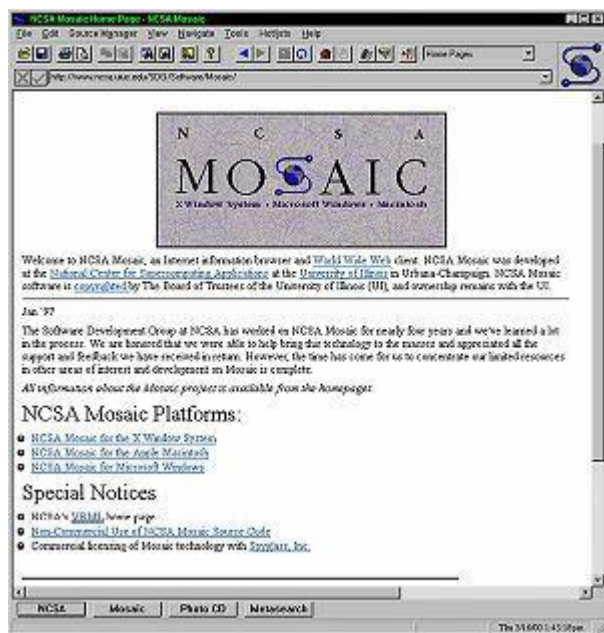 NCSA Mosaic Home Page - NCSA Mosaic
File Edit Source Manager View Navigate Tools Hotlists Help
Home Pages
http://www.ncsa.uiuc.edu/SDG/Software/Mosaic/
N C S A
MOSAIC
X Window System • Microsoft Windows • Macintosh
Welcome to NCSA Mosaic, an Internet information browser and World Wide Web client. NCSA Mosaic was developed
at the National Center for Supercomputing Applications at the University of Illinois in Urbana-Champaign. NCSA Mosaic
software is copyrighted by The Board of Trustees of the University of Illinois (UI), and ownership remains with the UI.
Jan '97
The Software Development Group at NCSA has worked on NCSA Mosaic for nearly four years and we've learned a lot
in the process. We are honored that we were able to help bring this technology to the masses and appreciated all the
support and feedback we have received in return. However, the time has come for us to concentrate our limited resources
in other areas of interest and development on Mosaic is complete.
All information about the Mosaic project is available from the homepages.
NCSA Mosaic Platforms:
NCSA Mosaic for the X Window System
NCSA Mosaic for the Apple Macintosh
NCSA Mosaic for Microsoft Windows
Special Notices
NCSA's VRML home page
Non-Commercial Use of NCSA Mosaic Source Code
Commercial licensing of Mosaic technology with Spyglass, Inc.
NCSA Mosaic Photo CD Metasearch
Thu